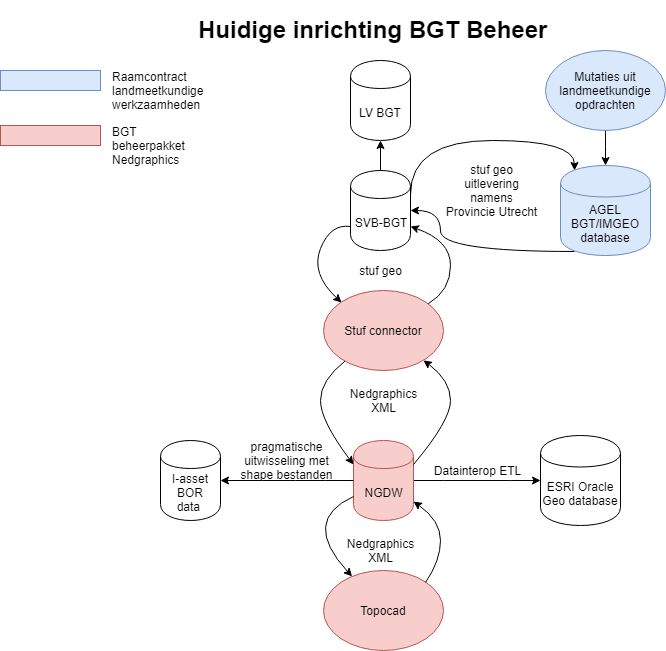 Huidige inrichting BGT Beheer
Raamcontract
landmeetkundige
werkzaamheden
BGT
beheerpakket
Nedgraphics
LV BGT
Mutaties uit
landmeetkundige
opdrachten
stuf geo
uitlevering
namens
Provincie Utrecht
SVB-BGT
AGEL
BGT/IMGEO
database
stuf geo
Stuf connector
Nedgraphics
XML
pragmatische
uitwisseling met
shape bestanden
Datainterop ETL
I-asset
BOR
data
NGDW
ESRI Oracle
Geo database
Nedgraphics
XML
Topocad